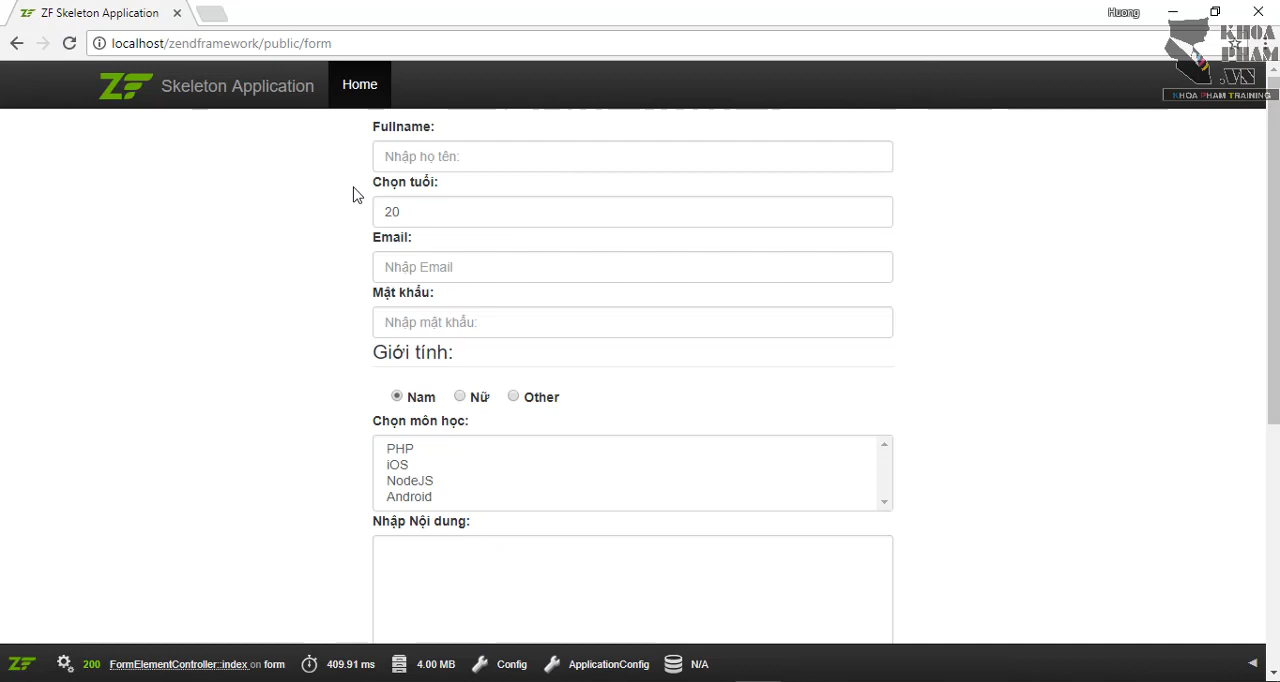 ZF Skeleton Application
Huong
localhost/zendframework/public/form
KHOA
PHẠM
.VN
KHOA PHAM TRAINING
ZF Skeleton Application
Home
Fullname:
Nhập họ tên:
Chọn tuổi:
20
Email:
Nhập Email
Mật khẩu:
Nhập mật khẩu:
Giới tính:
Nam
Nữ
Other
Chọn môn học:
PHP
iOS
NodeJS
Android
Nhập Nội dung:
ZF 200 FormElementController::index on form 409.91 ms 4.00 MB Config ApplicationConfig N/A